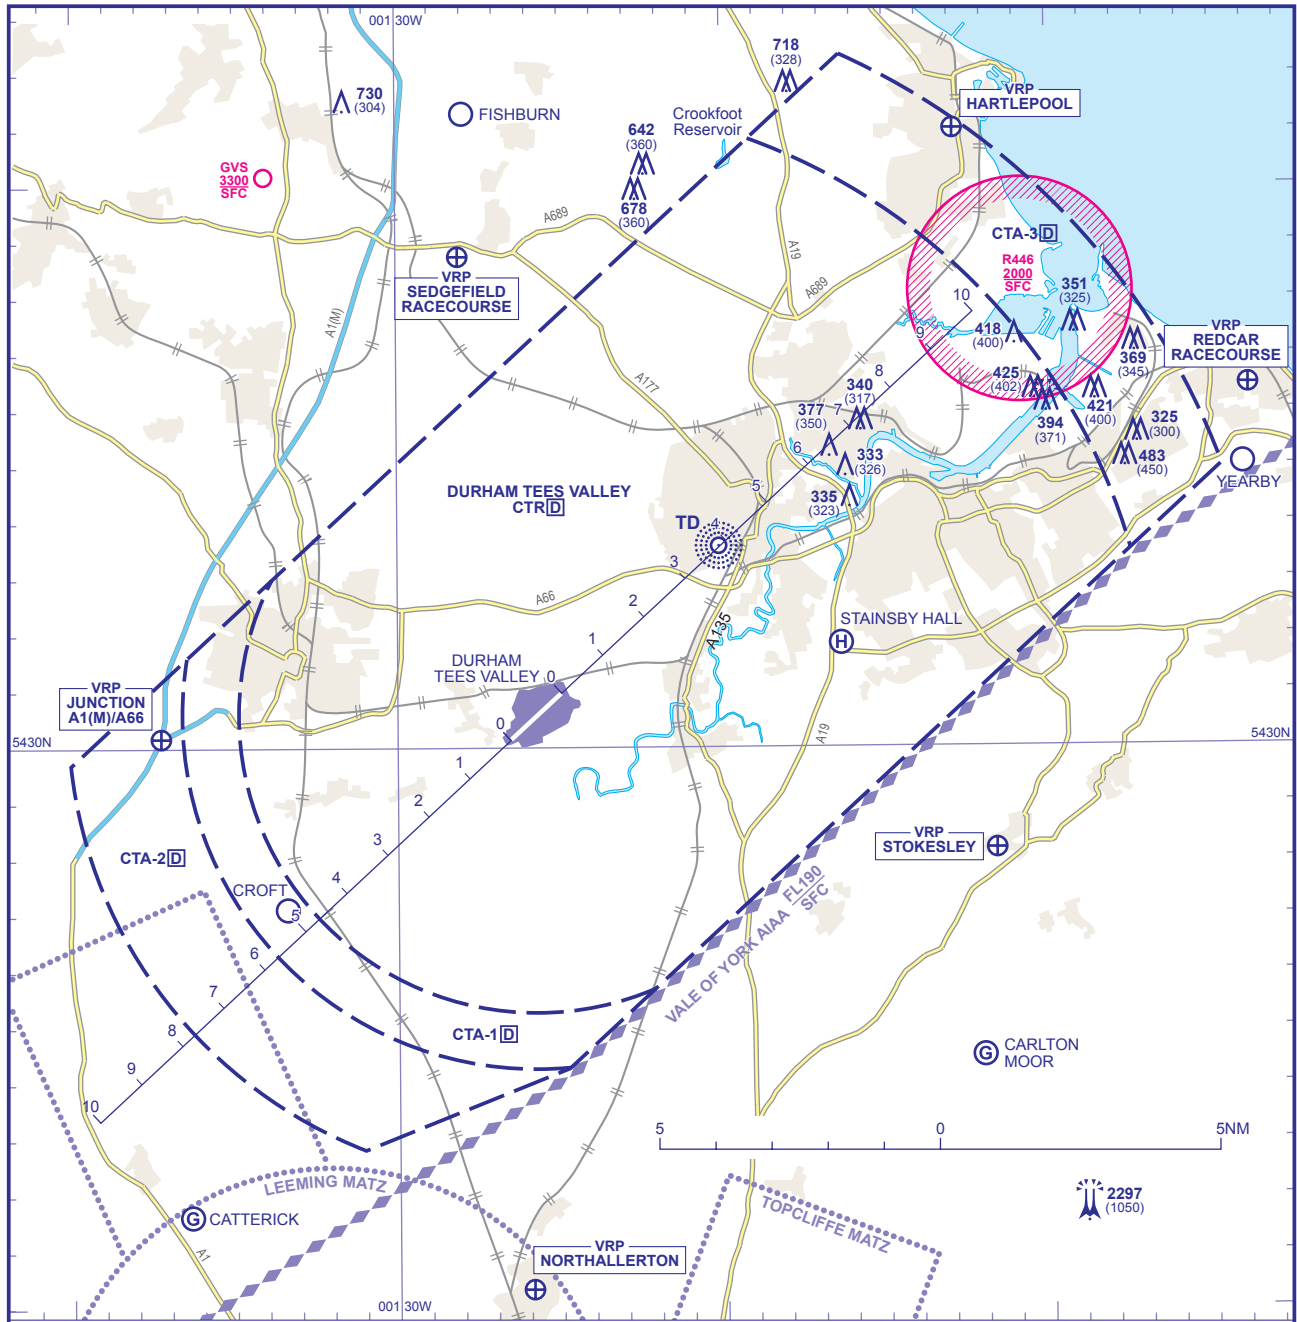 001:30W
718
(328)
VRP
HARTLEPOOL
730
(304)
FISHBURN
Crookfoot
Reservoir
642
(360)
678
(360)
GVS
3300
SFC
A689
A19
CTA-3 D
R446
2000
SFC
VRP
SEDGEFIELD
RACECOURSE
A689
351
(325)
10
9
418
(400)
A1(M)
VRP
REDCAR
RACECOURSE
369
(345)
A177
8
340
(317)
7
425
(402)
421
(400)
377
(350)
394
(371)
325
(300)
6
333
(326)
483
(450)
YEARBY
DURHAM TEES VALLEY
CTR D
5
335
(323)
TD
4
3
A66
2
A135
STAINSBY HALL
H
1
DURHAM
TEES VALLEY
0
VRP
JUNCTION
A1(M)/A66
0
A19
5430N
5430N
1
2
3
VRP
STOKESLEY
CTA-2 D
4
CROFT
5
FL190
SFC
VALE OF YORK AIAA
6
7
8
CTA-1 D
G
CARLTON
MOOR
9
10
5
0
5NM
LEEMING MATZ
2297
(1050)
TOPCLIFFE MATZ
G CATTERICK
A1
VRP
NORTHALLERTON
001:30W